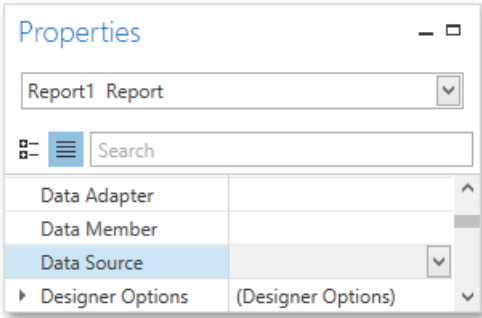 Properties
Report1 Report
Search
Data Adapter
Data Member
Data Source
Designer Options (Designer Options)